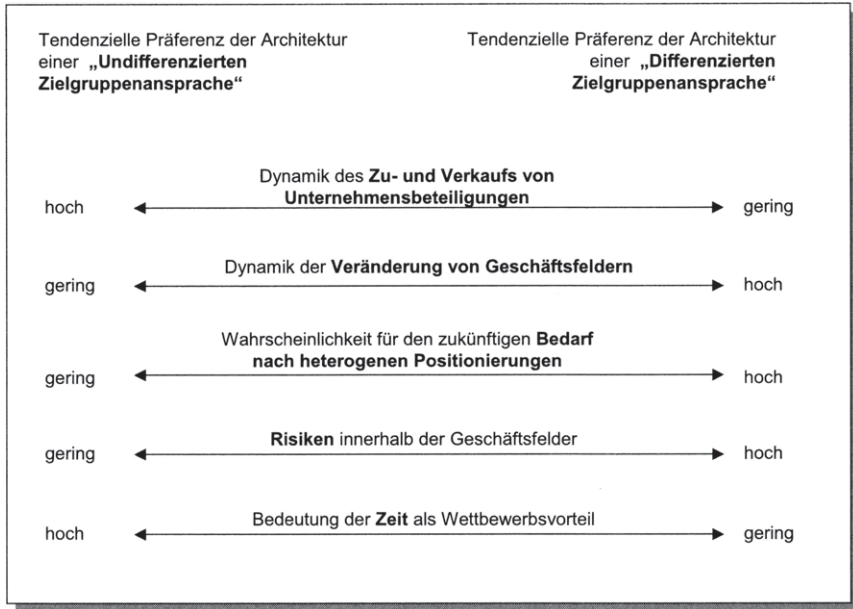 Tendenzielle Präferenz der Architektur
einer „Undifferenzierten
Zielgruppenansprache“
Tendenzielle Präferenz der Architektur
einer „Differenzierten
Zielgruppenansprache“
Dynamik des Zu- und Verkaufs von
Unternehmensbeteiligungen
hoch
gering
Dynamik der Veränderung von Geschäftsfeldern
gering
hoch
Wahrscheinlichkeit für den zukünftigen Bedarf
nach heterogenen Positionierungen
gering
hoch
Risiken innerhalb der Geschäftsfelder
gering
hoch
Bedeutung der Zeit als Wettbewerbsvorteil
hoch
gering